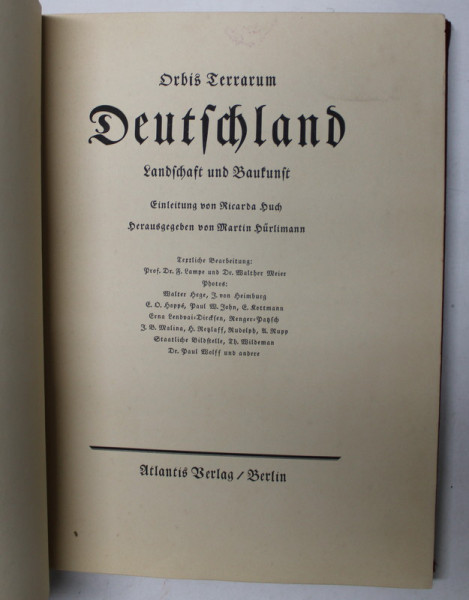 Orbis Terrarum
Deutschland
Landschaft und Baukunst
Einleitung von Ricarda Huch
Herausgegeben von Martin Hürlimann
Textliche Bearbeitung:
Prof. Dr. F. Lampe und Dr. Walther Meier
Photos:
Walter Hege, J. von Heimburg
E. O. Hoppé, Paul W. John, E. Kottmann
Erna Lendvai-Dircksen, Renger-Patzsch
J. B. Malina, H. Retzlaff, Rudolph, A. Rupp
Staatliche Bildstelle, Th. Wildeman
Dr. Paul Wolff und andere
Atlantis Verlag / Berlin